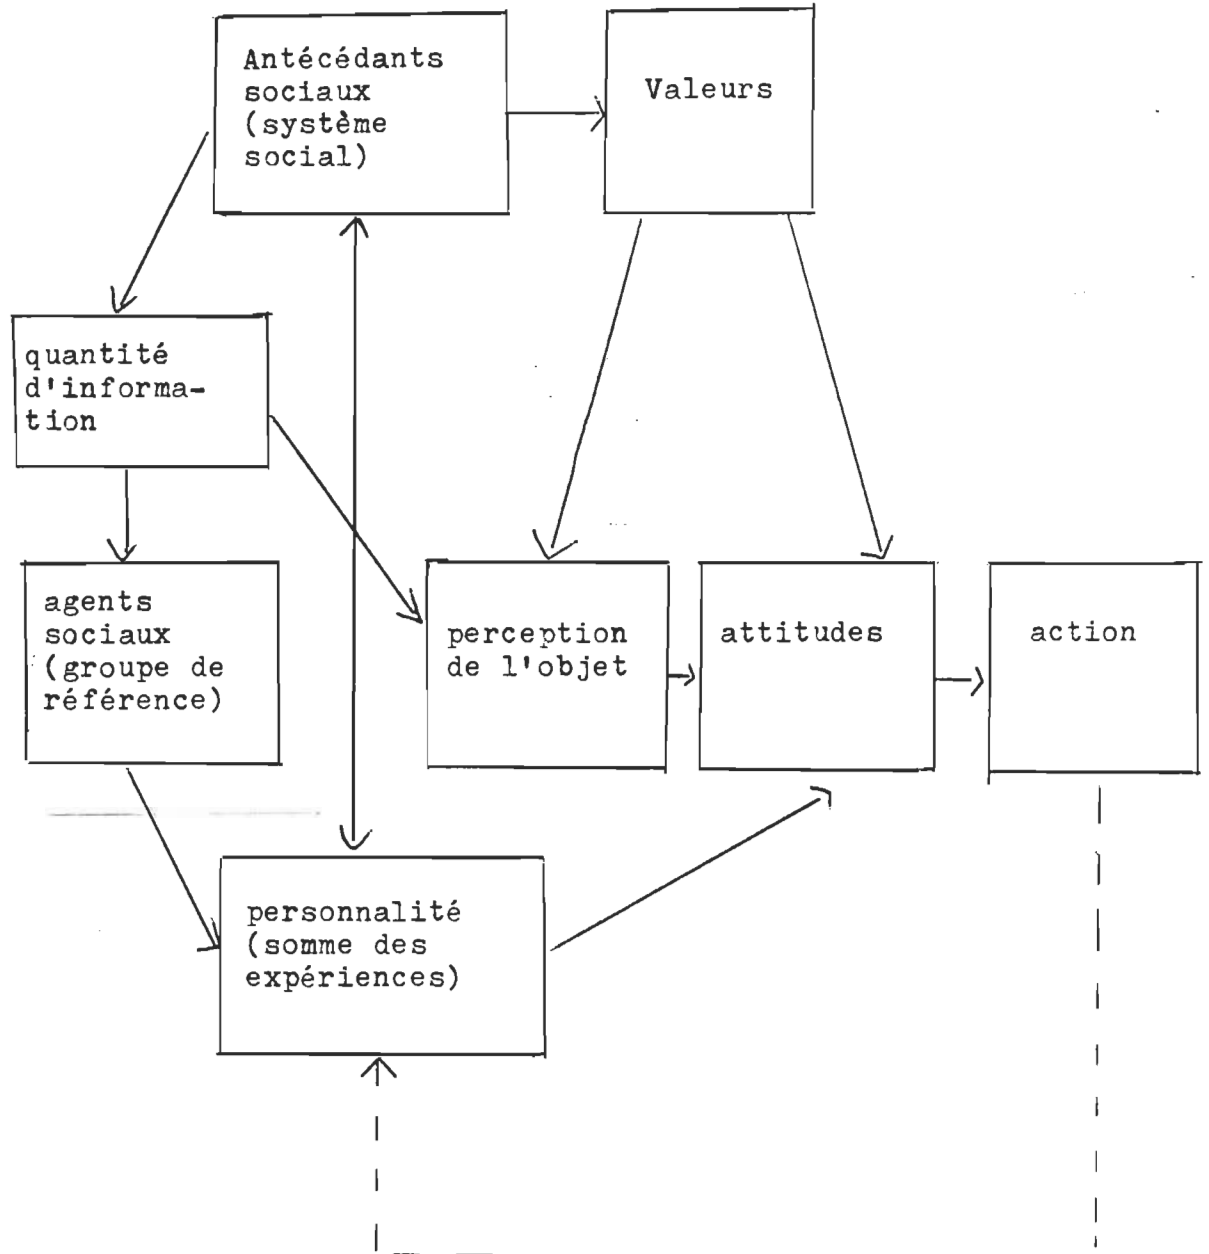 Antécédants
sociaux
(système
social)
Valeurs
quantité
d'informa-
tion
agents
sociaux
(groupe de
référence)
perception
de l'objet
attitudes
action
personnalité
(somme des
expériences)